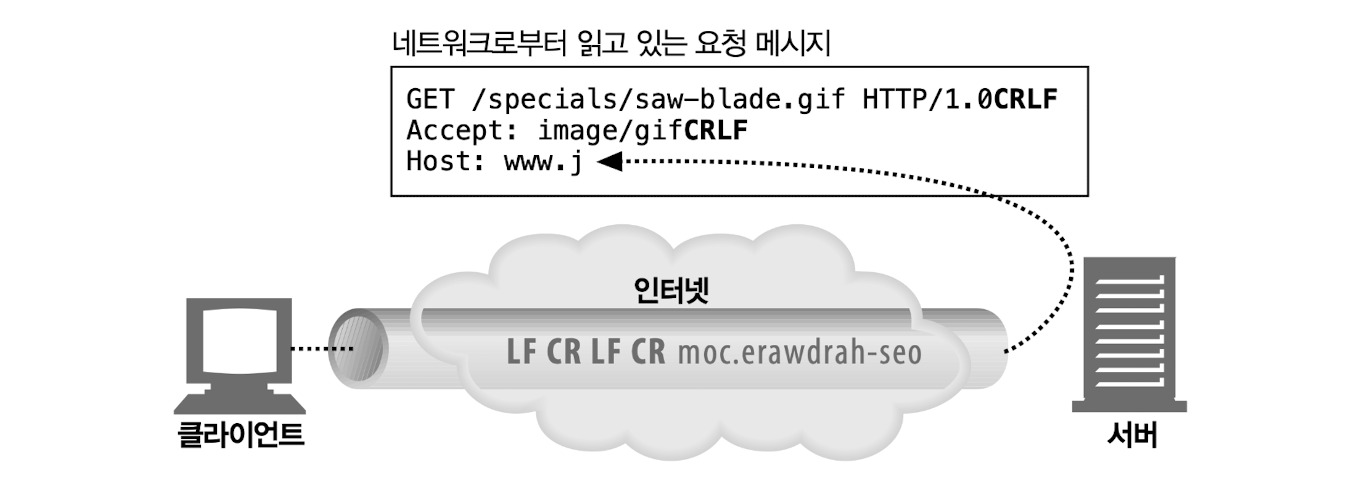 네트워크로부터 읽고 있는 요청 메시지
GET /specials/saw-blade.gif HTTP/1.0CRLF
Accept: image/gifCRLF
Host: www.j
인터넷
LF CR LF CR moc.erawdrah-seo
클라이언트
서버